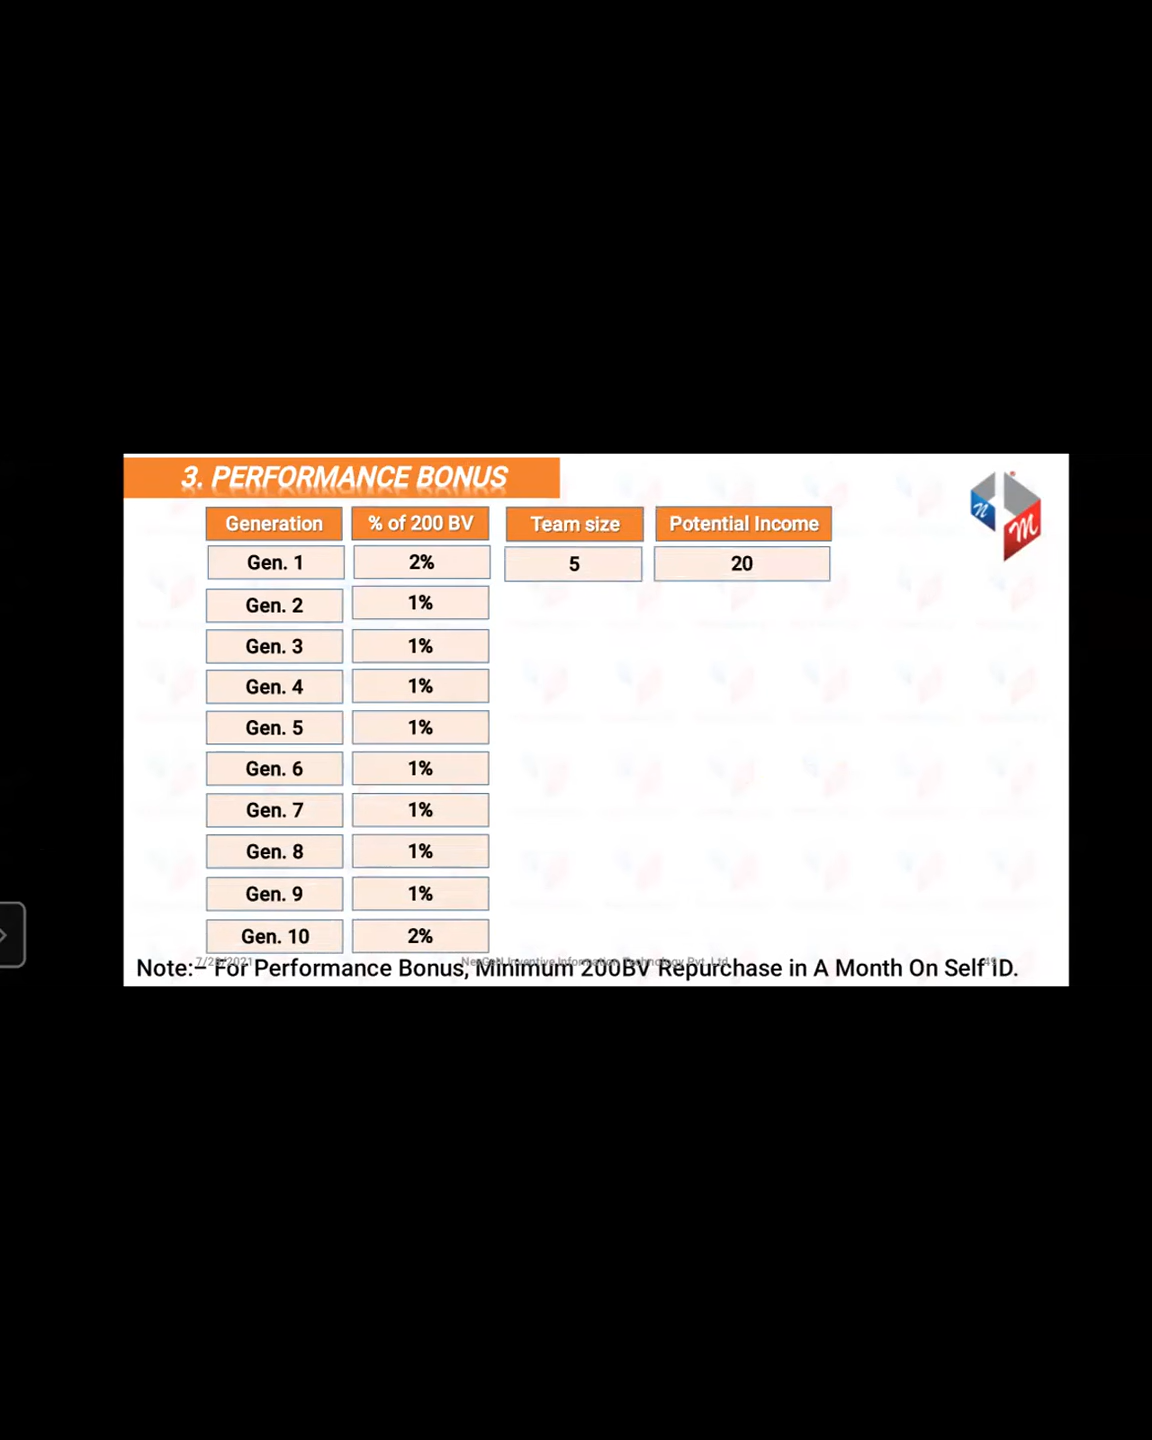 3. PERFORMANCE BONUS
Generation % of 200 BV Team size Potential Income
Gen. 1 2% 5 20
Gen. 2 1%
Gen. 3 1%
Gen. 4 1%
Gen. 5 1%
Gen. 6 1%
Gen. 7 1%
Gen. 8 1%
Gen. 9 1%
Gen. 10 2%
Note:- For Performance Bonus, Minimum 200BV Repurchase in A Month On Self ID.
n
m